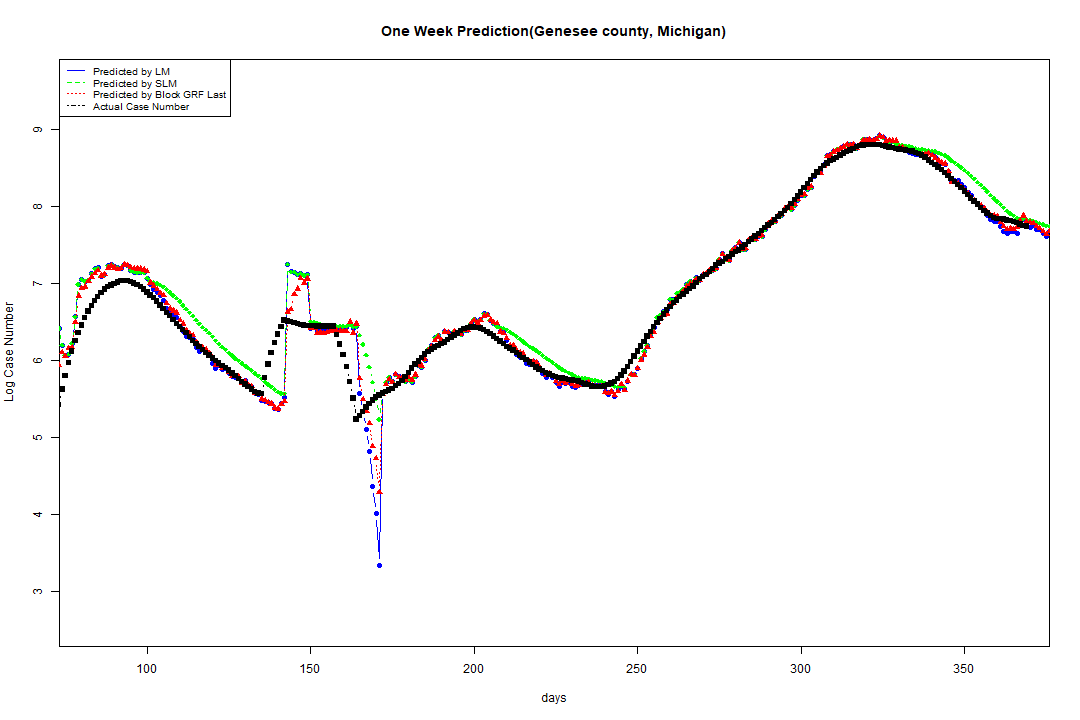 One Week Prediction(Genesee county, Michigan)
Predicted by LM
Predicted by SLM
Predicted by Block GRF Last
Actual Case Number
Log Case Number
9
8
7
6
5
4
3
100 150 200 250 300 350
days